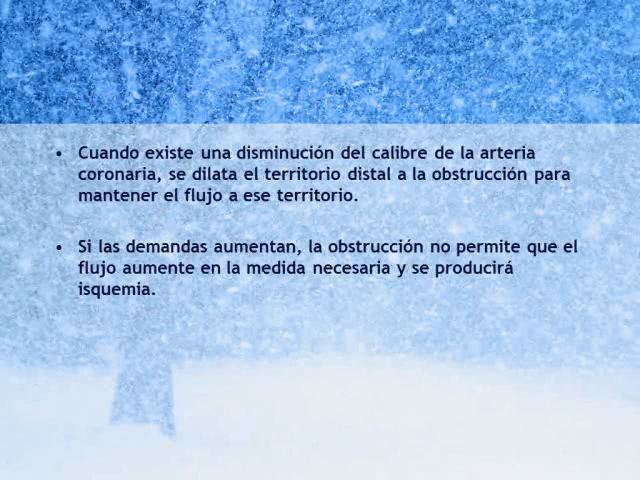 • Cuando existe una disminución del calibre de la arteria
coronaria, se dilata el territorio distal a la obstrucción para
mantener el flujo a ese territorio.
• Si las demandas aumentan, la obstrucción no permite que el
flujo aumente en la medida necesaria y se producirá
isquemia.